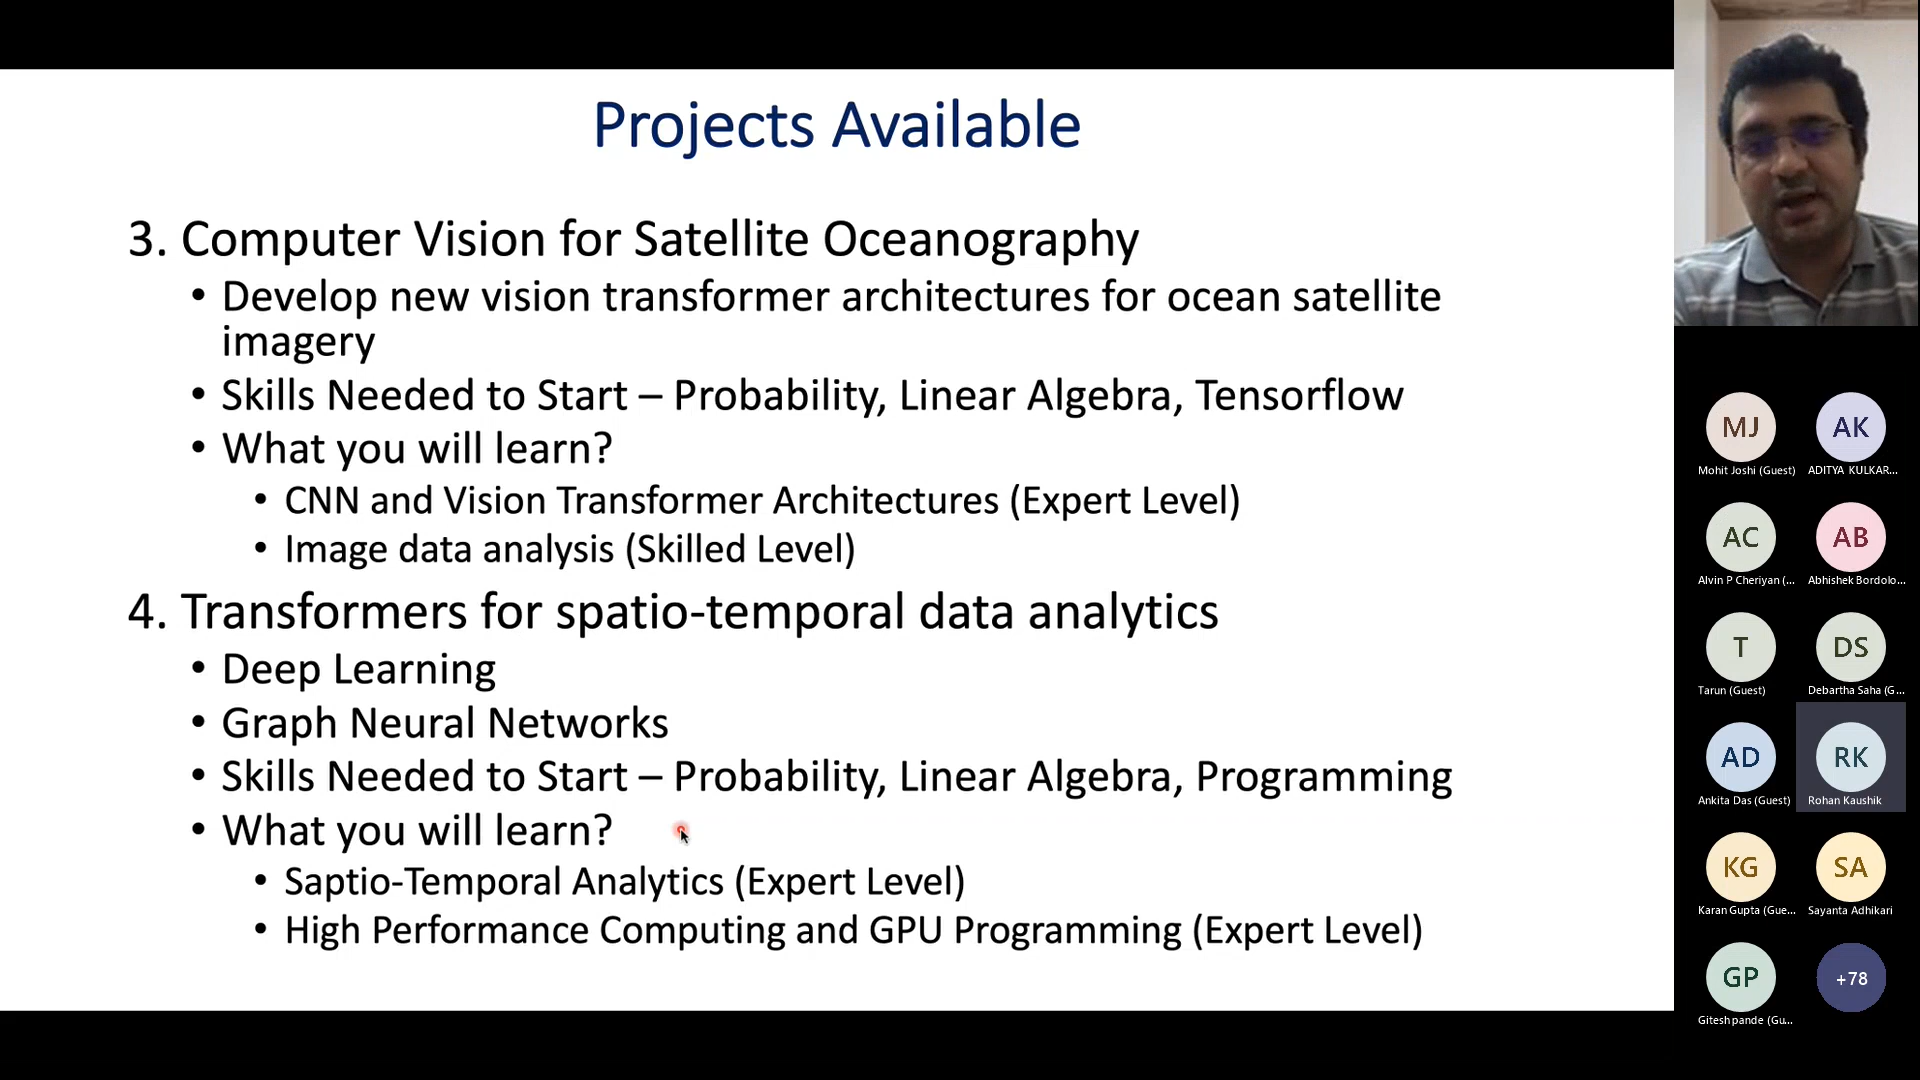 Projects Available
3. Computer Vision for Satellite Oceanography
• Develop new vision transformer architectures for ocean satellite
imagery
• Skills Needed to Start – Probability, Linear Algebra, Tensorflow
• What you will learn?
• CNN and Vision Transformer Architectures (Expert Level)
• Image data analysis (Skilled Level)
4. Transformers for spatio-temporal data analytics
• Deep Learning
• Graph Neural Networks
• Skills Needed to Start – Probability, Linear Algebra, Programming
• What you will learn?
• Saptio-Temporal Analytics (Expert Level)
• High Performance Computing and GPU Programming (Expert Level)
MJ AK
Mohit Joshi (Guest) ADITYA KULKAR...
AC AB
Alvin P Cheriyan (... Abhishek Bordolo...
T DS
Tarun (Guest) Debartha Saha (G...
AD RK
Ankita Das (Guest) Rohan Kaushik
KG SA
Karan Gupta (Gue... Sayanta Adhikari
GP +78
Gitesh pande (Gu...